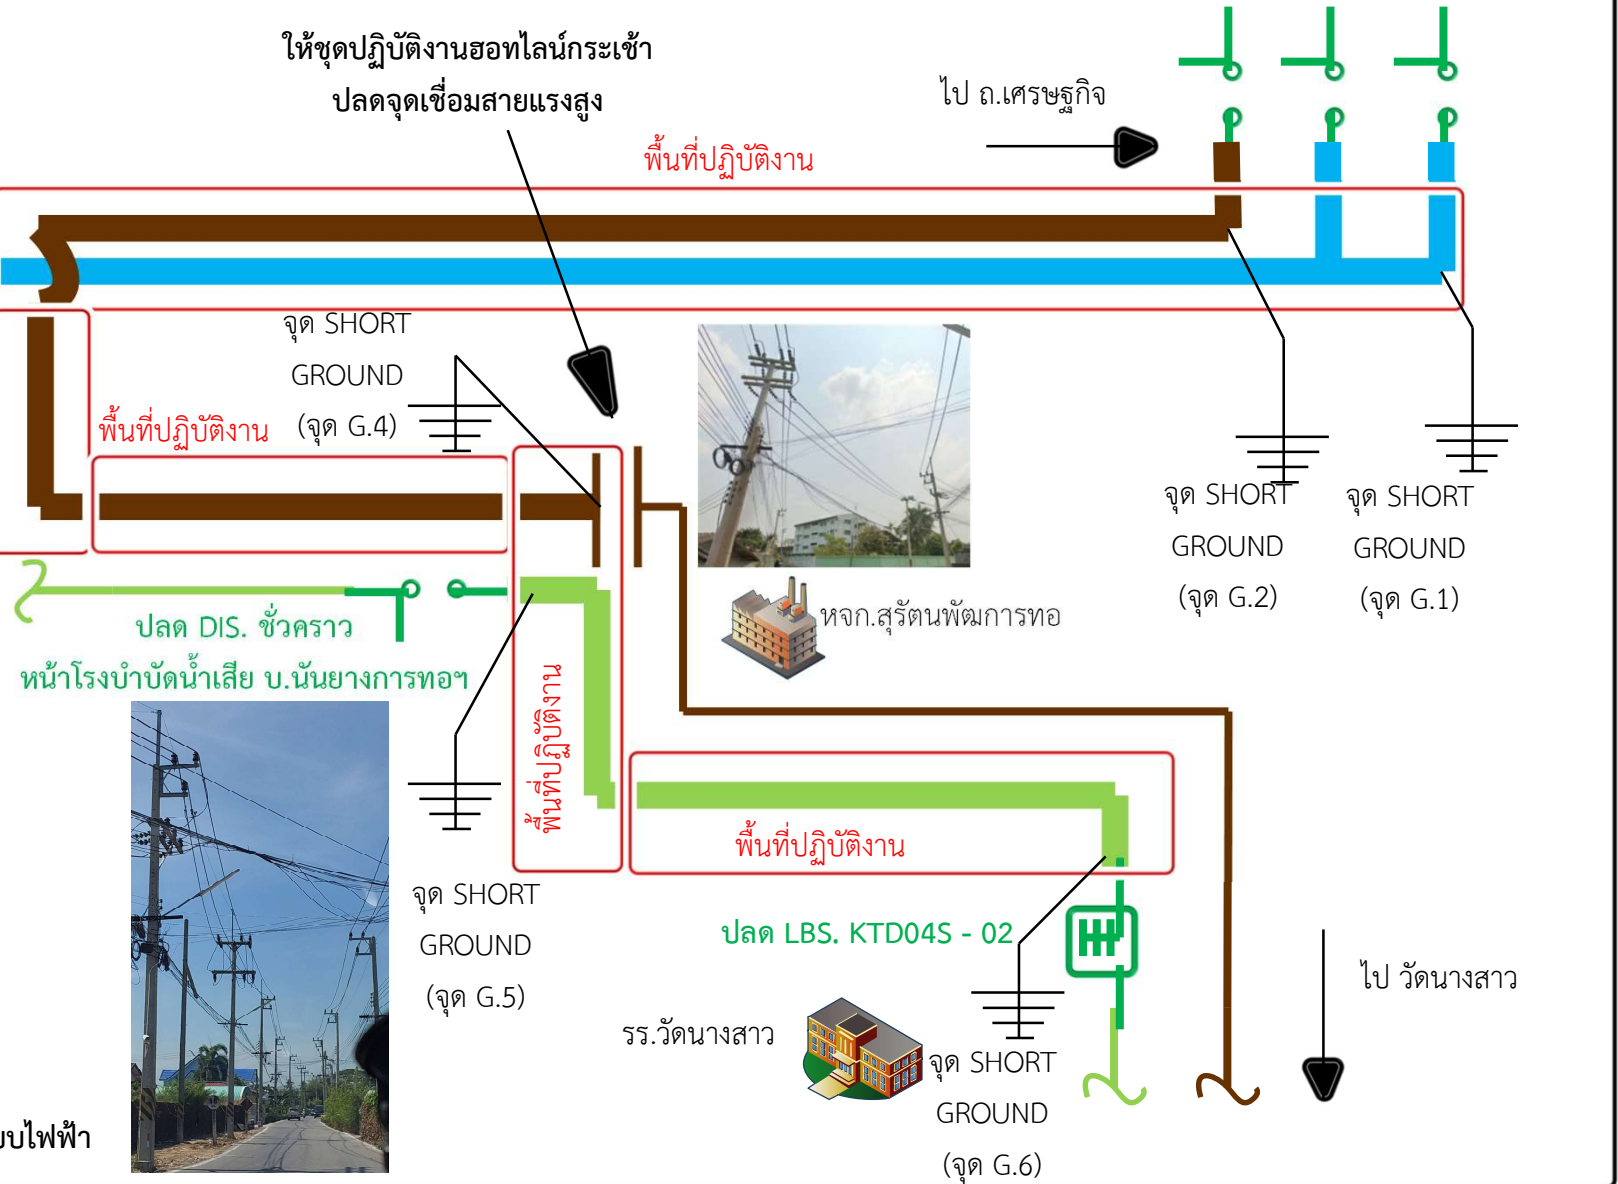 ให้ชุดปฏิบัติงานฮอทไลน์กระเช้า
ปลดจุดเชื่อมสายแรงสูง
ไป ถ.เศรษฐกิจ
พื้นที่ปฏิบัติงาน
จุด SHORT
GROUND
(จุด G.4)
พื้นที่ปฏิบัติงาน
จุด SHORT
GROUND
(จุด G.2)
จุด SHORT
GROUND
(จุด G.1)
ปลด DIS. ชั่วคราว
หน้าโรงบำบัดน้ำเสีย บ.นันยางการทอฯ
หจก.สุรัตนพัฒการทอ
พื้นที่ปฏิบัติงาน
พื้นที่ปฏิบัติงาน
จุด SHORT
GROUND
(จุด G.5)
ปลด LBS. KTD04S - 02
ไป วัดนางสาว
รร.วัดนางสาว
จุด SHORT
GROUND
(จุด G.6)
บบไฟฟ้า